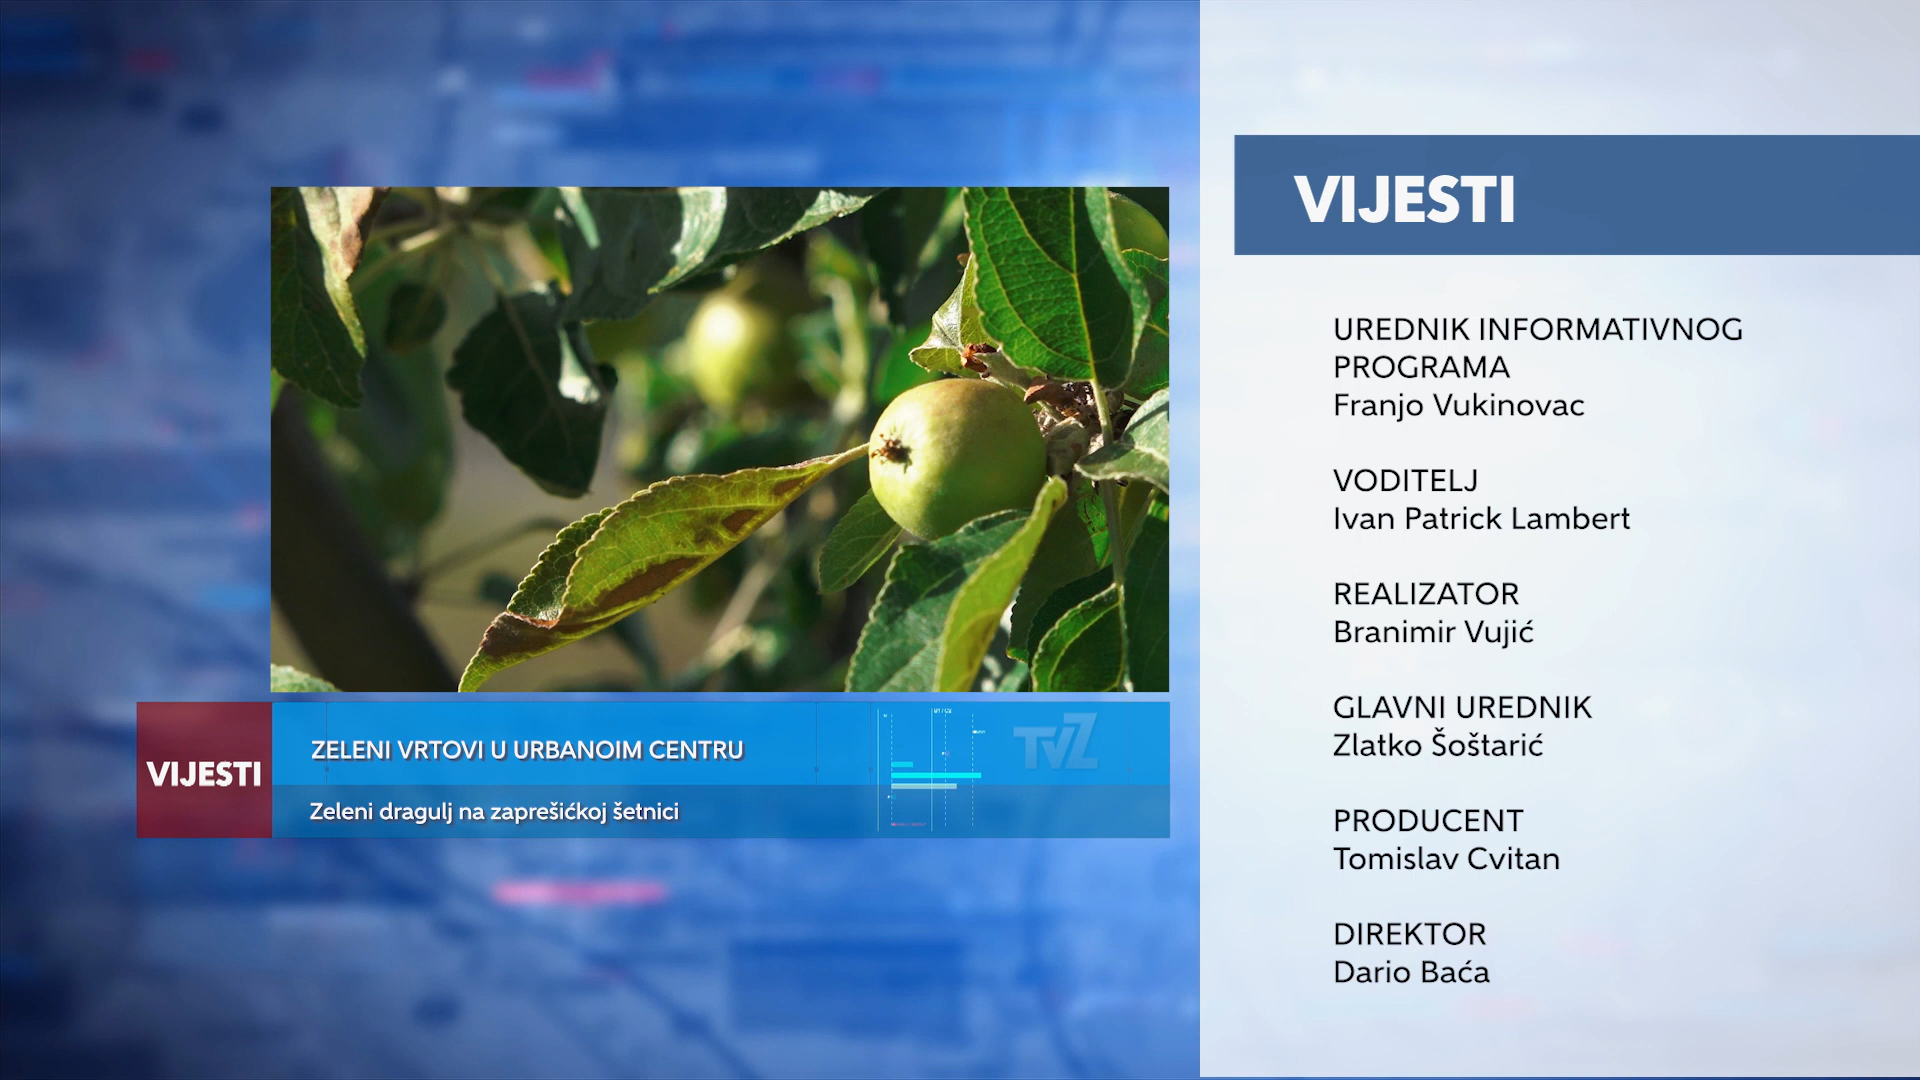 VIJESTI
UREDNIK INFORMATIVNOG
PROGRAMA
Franjo Vukinovac
VODITELJ
Ivan Patrick Lambert
REALIZATOR
Branimir Vujić
GLAVNI UREDNIK
Zlatko Šoštarić
PRODUCENT
Tomislav Cvitan
DIREKTOR
Dario Baća
VIJESTI
ZELENI VRTOVI U URBANOIM CENTRU
Zeleni dragulj na zaprešićkoj šetnici
TVZ